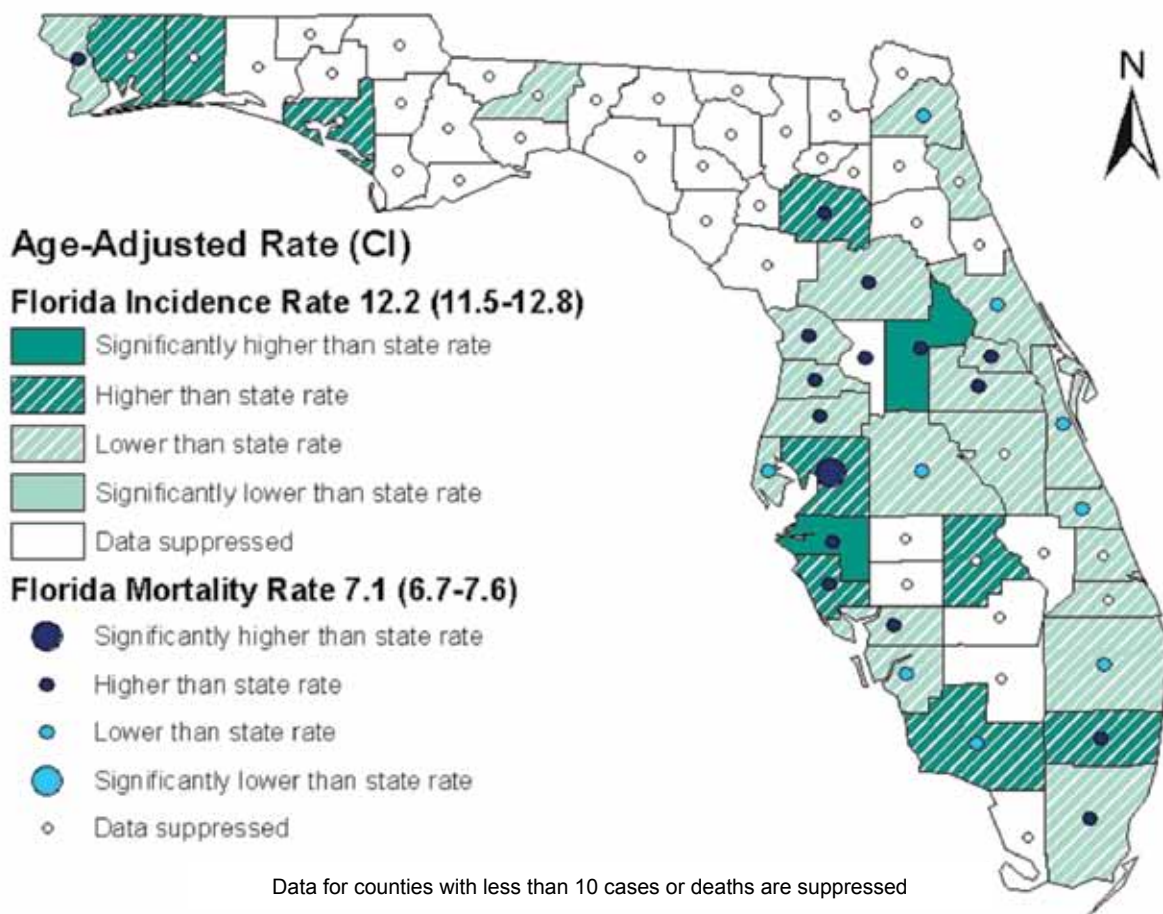 N
Age-Adjusted Rate (CI)
Florida Incidence Rate 12.2 (11.5-12.8)
Significantly higher than state rate
Higher than state rate
Lower than state rate
Significantly lower than state rate
Data suppressed
Florida Mortality Rate 7.1 (6.7-7.6)
Significantly higher than state rate
Higher than state rate
Lower than state rate
Significantly lower than state rate
Data suppressed
Data for counties with less than 10 cases or deaths are suppressed